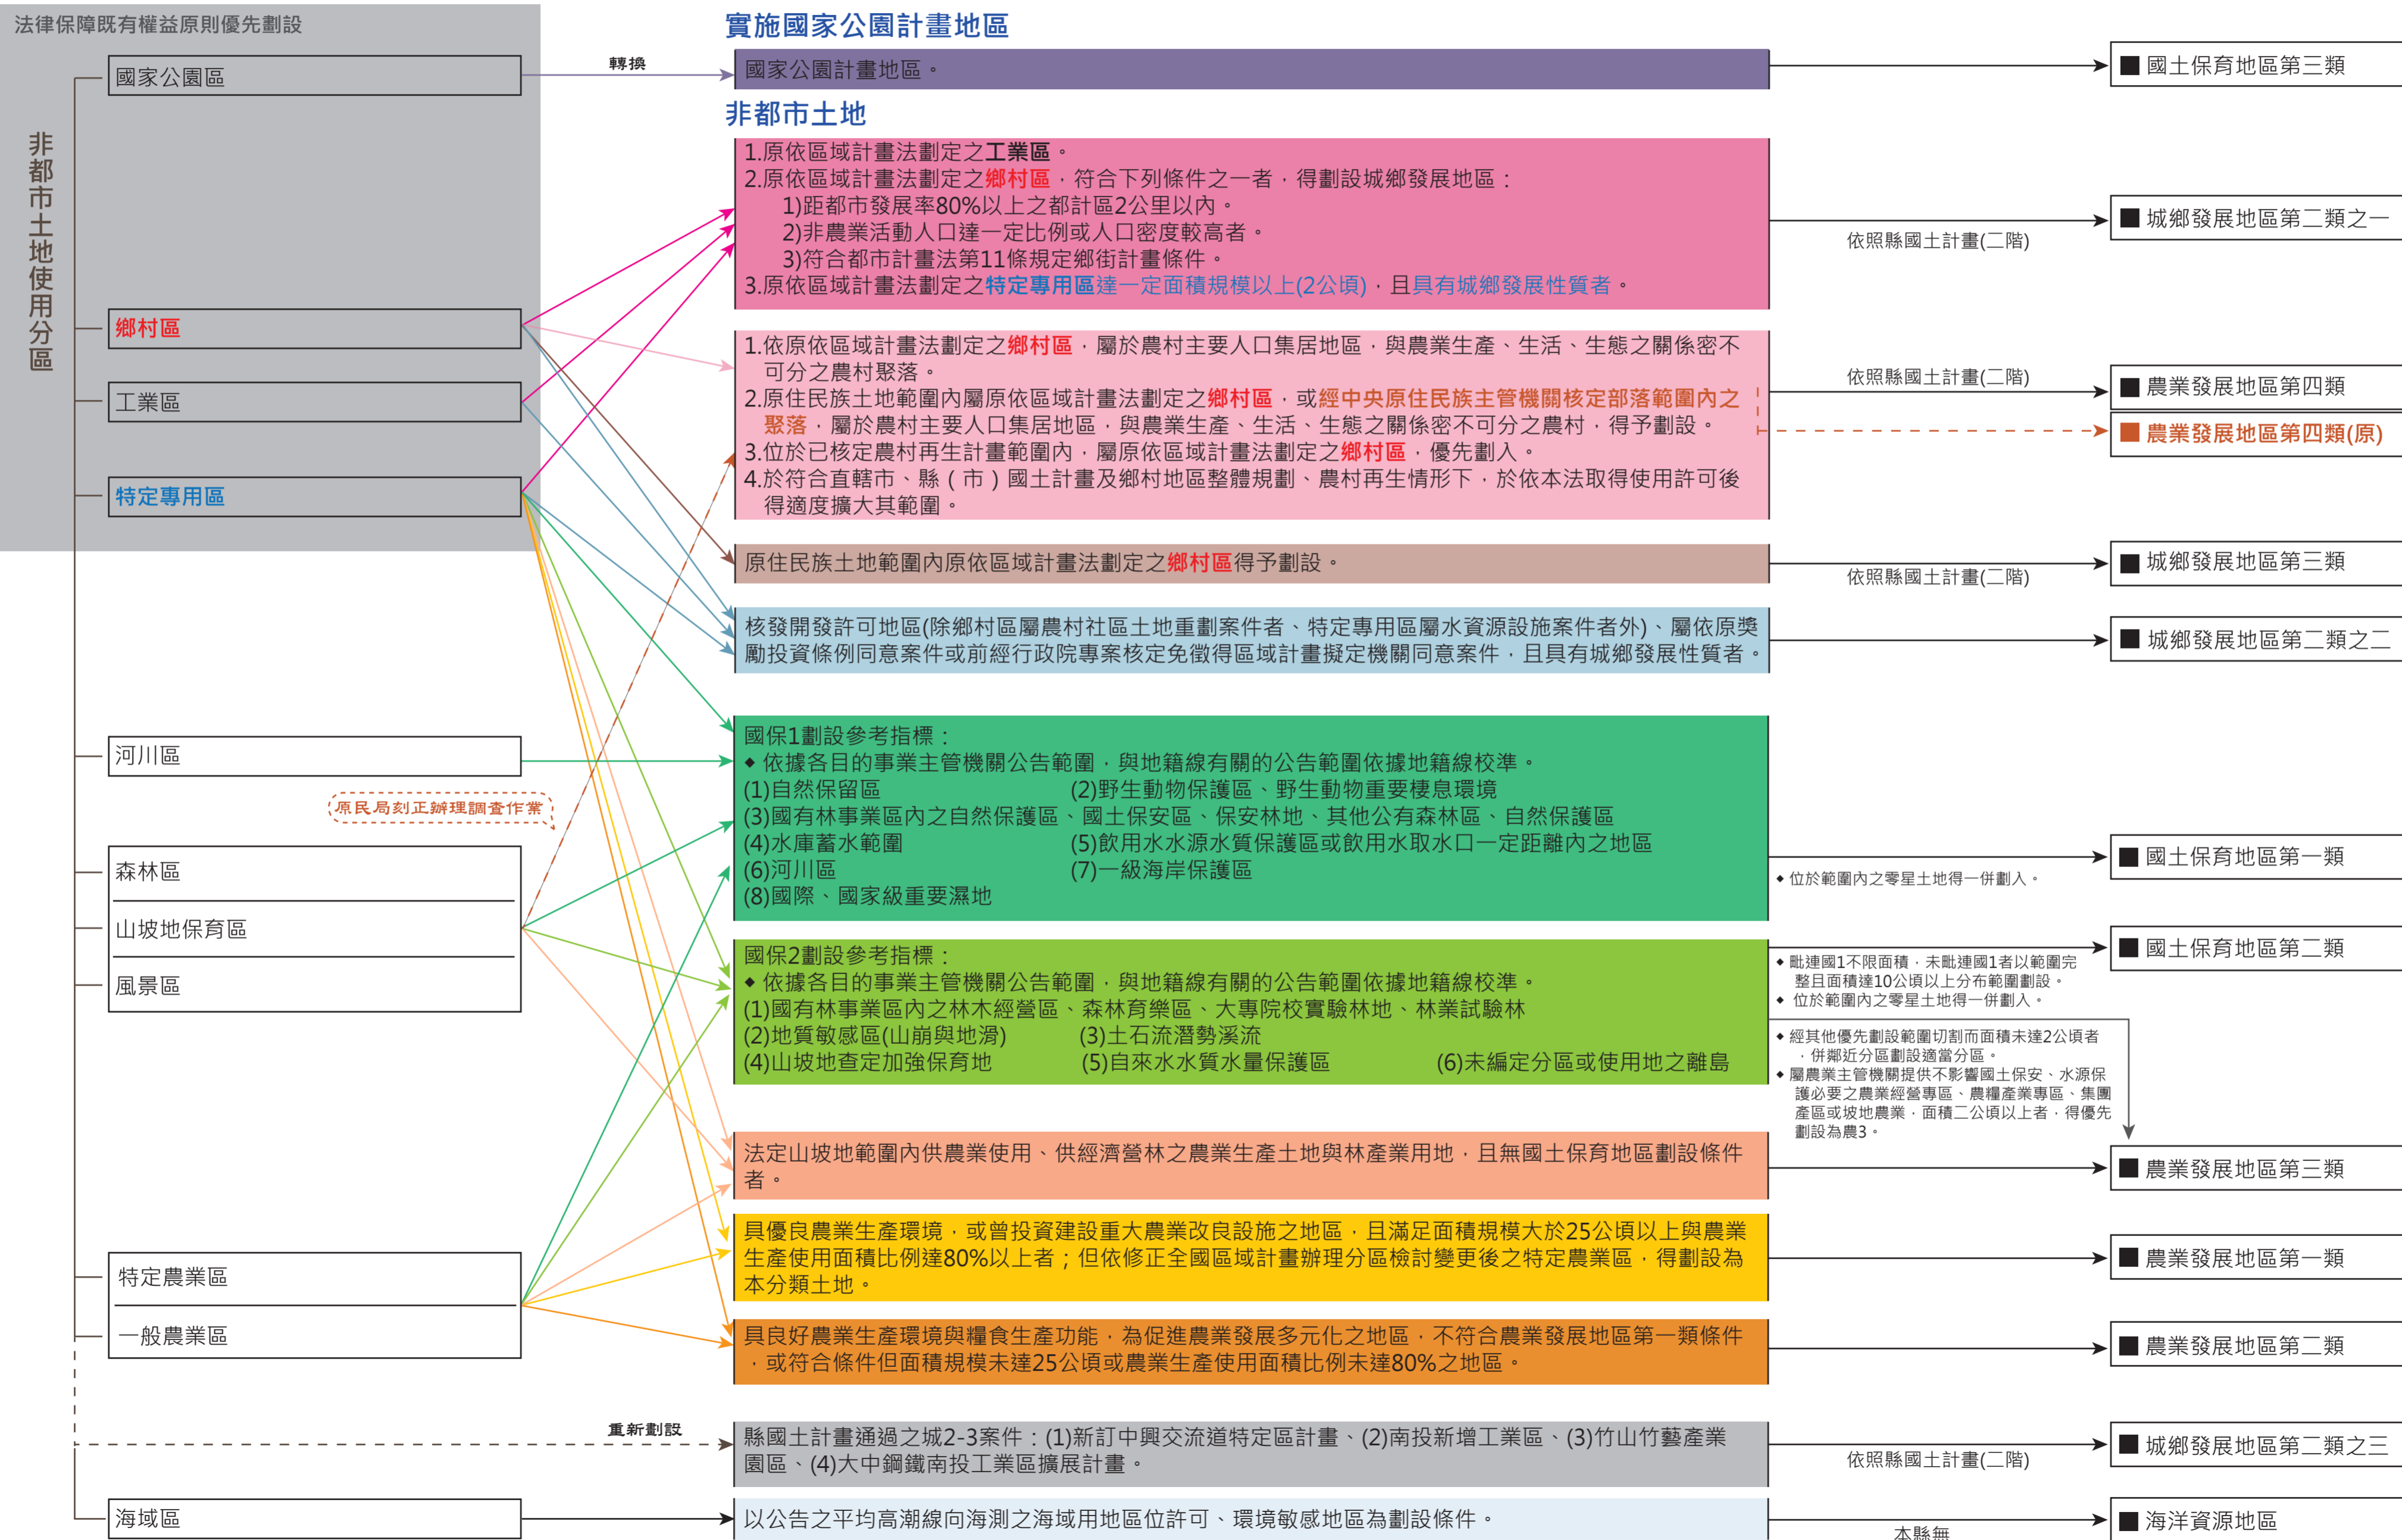 法律保障既有權益原則優先劃設
非都市土地使用分區
國家公園區
鄉村區
工業區
特定專用區
河川區
原民局刻正辦理調查作業
森林區
山坡地保育區
風景區
特定農業區
一般農業區
海域區
轉換
重新劃設
實施國家公園計畫地區
國家公園計畫地區。
非都市土地
1.原依區域計畫法劃定之工業區。
2.原依區域計畫法劃定之鄉村區，符合下列條件之一者，得劃設城鄉發展地區：
1)距都市發展率80%以上之都計區2公里以內。
2)非農業活動人口達一定比例或人口密度較高者。
3)符合都市計畫法第11條規定鄉街計畫條件。
3.原依區域計畫法劃定之特定專用區達一定面積規模以上(2公頃)，且具有城鄉發展性質者。
1.依原依區域計畫法劃定之鄉村區，屬於農村主要人口集居地區，與農業生產、生活、生態之關係密不
可分之農村聚落。
2.原住民族土地範圍內屬原依區域計畫法劃定之鄉村區，或經中央原住民族主管機關核定部落範圍內之
聚落，屬於農村主要人口集居地區，與農業生產、生活、生態之關係密不可分之農村，得予劃設。
3.位於已核定農村再生計畫範圍內，屬原依區域計畫法劃定之鄉村區，優先劃入。
4.於符合直轄市、縣（市）國土計畫及鄉村地區整體規劃、農村再生情形下，於依本法取得使用許可後
得適度擴大其範圍。
原住民族土地範圍內原依區域計畫法劃定之鄉村區得予劃設。
核發開發許可地區(除鄉村區屬農村社區土地重劃案件者、特定專用區屬水資源設施案件者外)、屬依原獎
勵投資條例同意案件或前經行政院專案核定免徵得區域計畫擬定機關同意案件，且具有城鄉發展性質者。
國保1劃設參考指標：
◆ 依據各目的事業主管機關公告範圍，與地籍線有關的公告範圍依據地籍線校準。
(1)自然保留區 (2)野生動物保護區、野生動物重要棲息環境
(3)國有林事業區內之自然保護區、國土保安區、保安林地、其他公有森林區、自然保護區
(4)水庫蓄水範圍 (5)飲用水水源水質保護區或飲用水取水口一定距離內之地區
(6)河川區 (7)一級海岸保護區
(8)國際、國家級重要濕地
國保2劃設參考指標：
◆ 依據各目的事業主管機關公告範圍，與地籍線有關的公告範圍依據地籍線校準。
(1)國有林事業區內之林木經營區、森林育樂區、大專院校實驗林地、林業試驗林
(2)地質敏感區(山崩與地滑) (3)土石流潛勢溪流
(4)山坡地查定加強保育地 (5)自來水水質水量保護區 (6)未編定分區或使用地之離島
法定山坡地範圍內供農業使用、供經濟營林之農業生產土地與林產業用地，且無國土保育地區劃設條件
者。
具優良農業生產環境，或曾投資建設重大農業改良設施之地區，且滿足面積規模大於25公頃以上與農業
生產使用面積比例達80%以上者；但依修正全國區域計畫辦理分區檢討變更後之特定農業區，得劃設為
本分類土地。
具良好農業生產環境與糧食生產功能，為促進農業發展多元化之地區，不符合農業發展地區第一類條件
，或符合條件但面積規模未達25公頃或農業生產使用面積比例未達80%之地區。
縣國土計畫通過之城2-3案件：(1)新訂中興交流道特定區計畫、(2)南投新增工業區、(3)竹山竹藝產業
園區、(4)大中鋼鐵南投工業區擴展計畫。
以公告之平均高潮線向海測之海域用地區位許可、環境敏感地區為劃設條件。
■ 國土保育地區第三類
依照縣國土計畫(二階)
■ 城鄉發展地區第二類之一
依照縣國土計畫(二階)
■ 農業發展地區第四類
■ 農業發展地區第四類(原)
依照縣國土計畫(二階)
■ 城鄉發展地區第三類
■ 城鄉發展地區第二類之二
◆ 位於範圍內之零星土地得一併劃入。
■ 國土保育地區第一類
■ 國土保育地區第二類
◆ 毗連國1不限面積，未毗連國1者以範圍完
整且面積達10公頃以上分布範圍劃設。
◆ 位於範圍內之零星土地得一併劃入。
◆ 經其他優先劃設範圍切割而面積未達2公頃者
，併鄰近分區劃設適當分區。
◆ 屬農業主管機關提供不影響國土保安、水源保
護必要之農業經營專區、農糧產業專區、集團
產區或坡地農業，面積二公頃以上者，得優先
劃設為農3。
■ 農業發展地區第三類
■ 農業發展地區第一類
■ 農業發展地區第二類
依照縣國土計畫(二階)
■ 城鄉發展地區第二類之三
本縣無
■ 海洋資源地區